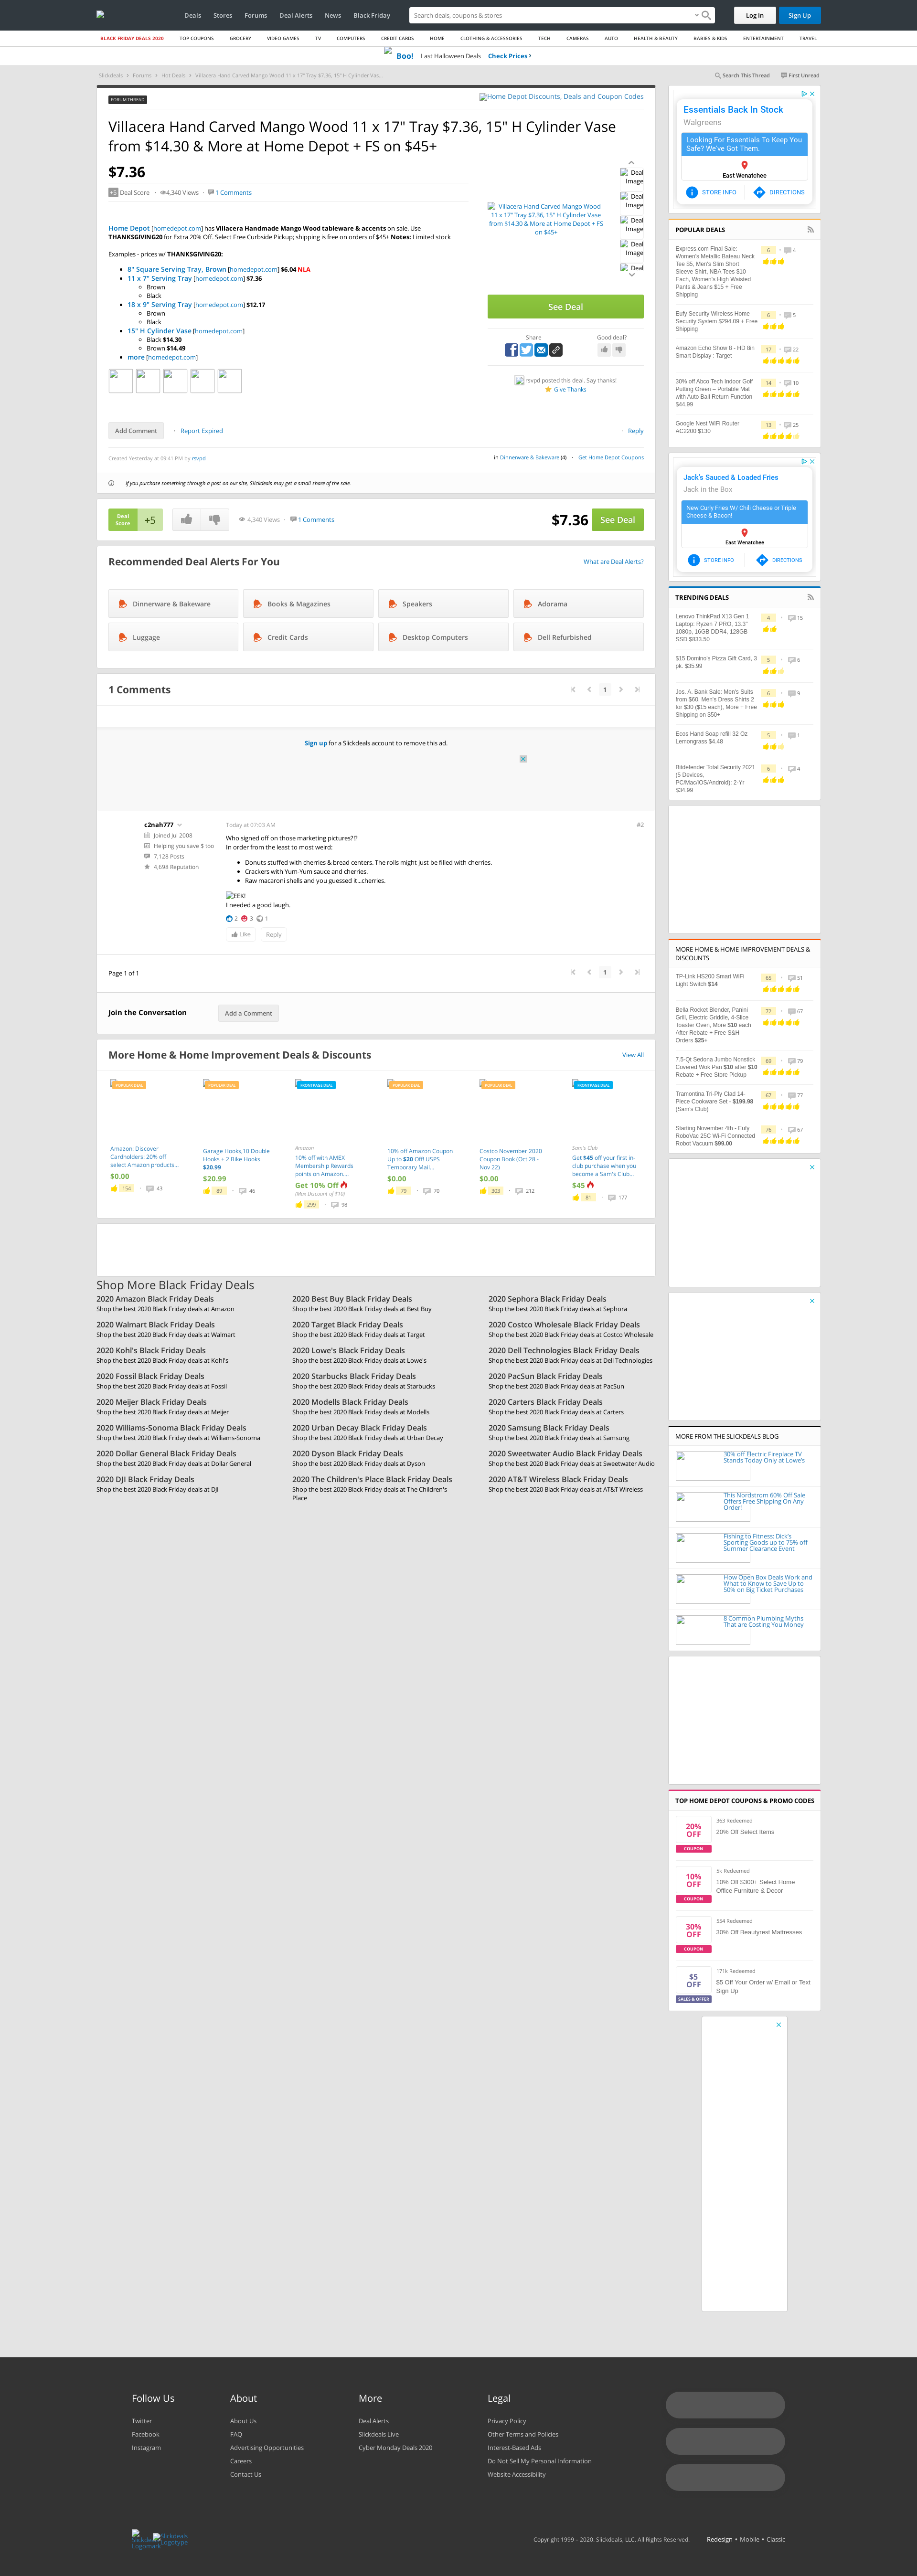 Deals Stores Forums Deal Alerts News Black Friday Search deals, coupons & stores Log In Sign Up
BLACK FRIDAY DEALS 2020 TOP COUPONS GROCERY VIDEO GAMES TV COMPUTERS CREDIT CARDS HOME CLOTHING & ACCESSORIES TECH CAMERAS AUTO HEALTH & BEAUTY BABIES & KIDS ENTERTAINMENT TRAVEL
Boo! Last Halloween Deals Check Prices ›
Slickdeals Forums Hot Deals Villacera Hand Carved Mango Wood 11 x 17" Tray $7.36, 15" H Cylinder Vas...
Search This Thread First Unread
FORUM THREAD
Home Depot Discounts, Deals and Coupon Codes
Villacera Hand Carved Mango Wood 11 x 17" Tray $7.36, 15" H Cylinder Vase from $14.30 & More at Home Depot + FS on $45+
$7.36
+5 Deal Score 4,340 Views 1 Comments
Home Depot [homedepot.com] has Villacera Handmade Mango Wood tableware & accents on sale. Use
THANKSGIVING20 for Extra 20% Off. Select Free Curbside Pickup; shipping is free on orders of $45+ Notes: Limited stock
Examples - prices w/ THANKSGIVNG20:
8" Square Serving Tray, Brown [homedepot.com] $6.04 NLA
11 x 7" Serving Tray [homedepot.com] $7.36
Brown
Black
18 x 9" Serving Tray [homedepot.com] $12.17
Brown
Black
15" H Cylinder Vase [homedepot.com]
Black $14.30
Brown $14.49
more [homedepot.com]
Villacera Hand Carved Mango Wood 11 x 17" Tray $7.36, 15" H Cylinder Vase from $14.30 & More at Home Depot + FS on $45+
Deal Image
Deal Image
Deal Image
Deal Image
Deal
See Deal
Share Good deal?
rsvpd posted this deal. Say thanks!
Give Thanks
Add Comment Report Expired Reply
Created Yesterday at 09:41 PM by rsvpd
in Dinnerware & Bakeware (4) Get Home Depot Coupons
If you purchase something through a post on our site, Slickdeals may get a small share of the sale.
Deal Score +5 4,340 Views 1 Comments $7.36 See Deal
Recommended Deal Alerts For You What are Deal Alerts?
Dinnerware & Bakeware Books & Magazines Speakers Adorama
Luggage Credit Cards Desktop Computers Dell Refurbished
1 Comments 1
Sign up for a Slickdeals account to remove this ad.
c2nah777
Joined Jul 2008
Helping you save $ too
7,128 Posts
4,698 Reputation
Today at 07:03 AM #2
Who signed off on those marketing pictures?!?
In order from the least to most weird:
Donuts stuffed with cherries & bread centers. The rolls might just be filled with cherries.
Crackers with Yum-Yum sauce and cherries.
Raw macaroni shells and you guessed it...cherries.
EEK!
I needed a good laugh.
2 3 1
Like Reply
Page 1 of 1 1
Join the Conversation Add a Comment
More Home & Home Improvement Deals & Discounts View All
POPULAR DEAL
Amazon: Discover Cardholders: 20% off select Amazon products...
$0.00
154 43
POPULAR DEAL
Garage Hooks,10 Double Hooks + 2 Bike Hooks $20.99
$20.99
89 46
FRONTPAGE DEAL
Amazon
10% off with AMEX Membership Rewards points on Amazon....
Get 10% Off
(Max Discount of $10)
299 98
POPULAR DEAL
10% off Amazon Coupon Up to $20 Off! USPS Temporary Mail...
$0.00
79 70
POPULAR DEAL
Costco November 2020 Coupon Book (Oct 28 - Nov 22)
$0.00
303 212
FRONTPAGE DEAL
Sam's Club
Get $45 off your first in-club purchase when you become a Sam's Club...
$45
81 177
Shop More Black Friday Deals
2020 Amazon Black Friday Deals
Shop the best 2020 Black Friday deals at Amazon
2020 Best Buy Black Friday Deals
Shop the best 2020 Black Friday deals at Best Buy
2020 Sephora Black Friday Deals
Shop the best 2020 Black Friday deals at Sephora
2020 Walmart Black Friday Deals
Shop the best 2020 Black Friday deals at Walmart
2020 Target Black Friday Deals
Shop the best 2020 Black Friday deals at Target
2020 Costco Wholesale Black Friday Deals
Shop the best 2020 Black Friday deals at Costco Wholesale
2020 Kohl's Black Friday Deals
Shop the best 2020 Black Friday deals at Kohl's
2020 Lowe's Black Friday Deals
Shop the best 2020 Black Friday deals at Lowe's
2020 Dell Technologies Black Friday Deals
Shop the best 2020 Black Friday deals at Dell Technologies
2020 Fossil Black Friday Deals
Shop the best 2020 Black Friday deals at Fossil
2020 Starbucks Black Friday Deals
Shop the best 2020 Black Friday deals at Starbucks
2020 PacSun Black Friday Deals
Shop the best 2020 Black Friday deals at PacSun
2020 Meijer Black Friday Deals
Shop the best 2020 Black Friday deals at Meijer
2020 Modells Black Friday Deals
Shop the best 2020 Black Friday deals at Modells
2020 Carters Black Friday Deals
Shop the best 2020 Black Friday deals at Carters
2020 Williams-Sonoma Black Friday Deals
Shop the best 2020 Black Friday deals at Williams-Sonoma
2020 Urban Decay Black Friday Deals
Shop the best 2020 Black Friday deals at Urban Decay
2020 Samsung Black Friday Deals
Shop the best 2020 Black Friday deals at Samsung
2020 Dollar General Black Friday Deals
Shop the best 2020 Black Friday deals at Dollar General
2020 Dyson Black Friday Deals
Shop the best 2020 Black Friday deals at Dyson
2020 Sweetwater Audio Black Friday Deals
Shop the best 2020 Black Friday deals at Sweetwater Audio
2020 DJI Black Friday Deals
Shop the best 2020 Black Friday deals at DJI
2020 The Children's Place Black Friday Deals
Shop the best 2020 Black Friday deals at The Children's Place
2020 AT&T Wireless Black Friday Deals
Shop the best 2020 Black Friday deals at AT&T Wireless
Essentials Back In Stock
Walgreens
Looking For Essentials To Keep You Safe? We've Got Them.
East Wenatchee
STORE INFO DIRECTIONS
POPULAR DEALS
Express.com Final Sale: Women's Metallic Bateau Neck Tee $5, Men's Slim Short Sleeve Shirt, NBA Tees $10 Each, Women's High Waisted Pants & Jeans $15 + Free Shipping
6 4
Eufy Security Wireless Home Security System $294.09 + Free Shipping
6 5
Amazon Echo Show 8 - HD 8in Smart Display : Target
17 22
30% off Abco Tech Indoor Golf Putting Green – Portable Mat with Auto Ball Return Function $44.99
14 10
Google Nest WiFi Router AC2200 $130
13 25
Jack's Sauced & Loaded Fries
Jack in the Box
New Curly Fries W/ Chili Cheese or Triple Cheese & Bacon!
East Wenatchee
STORE INFO DIRECTIONS
TRENDING DEALS
Lenovo ThinkPad X13 Gen 1 Laptop: Ryzen 7 PRO, 13.3" 1080p, 16GB DDR4, 128GB SSD $633.50
4 15
$15 Domino's Pizza Gift Card, 3 pk. $35.99
5 6
Jos. A. Bank Sale: Men's Suits from $60, Men's Dress Shirts 2 for $30 ($15 each), More + Free Shipping on $50+
6 9
Ecos Hand Soap refill 32 Oz Lemongrass $4.48
5 1
Bitdefender Total Security 2021 (5 Devices, PC/Mac/iOS/Android): 2-Yr $34.99
6 4
MORE HOME & HOME IMPROVEMENT DEALS & DISCOUNTS
TP-Link HS200 Smart WiFi Light Switch $14
65 51
Bella Rocket Blender, Panini Grill, Electric Griddle, 4-Slice Toaster Oven, More $10 each After Rebate + Free S&H Orders $25+
72 67
7.5-Qt Sedona Jumbo Nonstick Covered Wok Pan $10 after $10 Rebate + Free Store Pickup
69 79
Tramontina Tri-Ply Clad 14-Piece Cookware Set - $199.98 (Sam's Club)
67 77
Starting November 4th - Eufy RoboVac 25C Wi-Fi Connected Robot Vacuum $99.00
76 67
MORE FROM THE SLICKDEALS BLOG
30% off Electric Fireplace TV Stands Today Only at Lowe's
This Nordstrom 60% Off Sale Offers Free Shipping On Any Order!
Fishing to Fitness: Dick's Sporting Goods up to 75% off Summer Clearance Event
How Open Box Deals Work and What to Know to Save Up to 50% on Big Ticket Purchases
8 Common Plumbing Myths That are Costing You Money
TOP HOME DEPOT COUPONS & PROMO CODES
20% OFF COUPON
363 Redeemed
20% Off Select Items
10% OFF COUPON
5k Redeemed
10% Off $300+ Select Home Office Furniture & Decor
30% OFF COUPON
554 Redeemed
30% Off Beautyrest Mattresses
$5 OFF SALES & OFFER
171k Redeemed
$5 Off Your Order w/ Email or Text Sign Up
Follow Us
Twitter
Facebook
Instagram
About
About Us
FAQ
Advertising Opportunities
Careers
Contact Us
More
Deal Alerts
Slickdeals Live
Cyber Monday Deals 2020
Legal
Privacy Policy
Other Terms and Policies
Interest-Based Ads
Do Not Sell My Personal Information
Website Accessibility
Slickdeals Logomark Slickdeals Logotype
Copyright 1999 – 2020. Slickdeals, LLC. All Rights Reserved. Redesign • Mobile • Classic